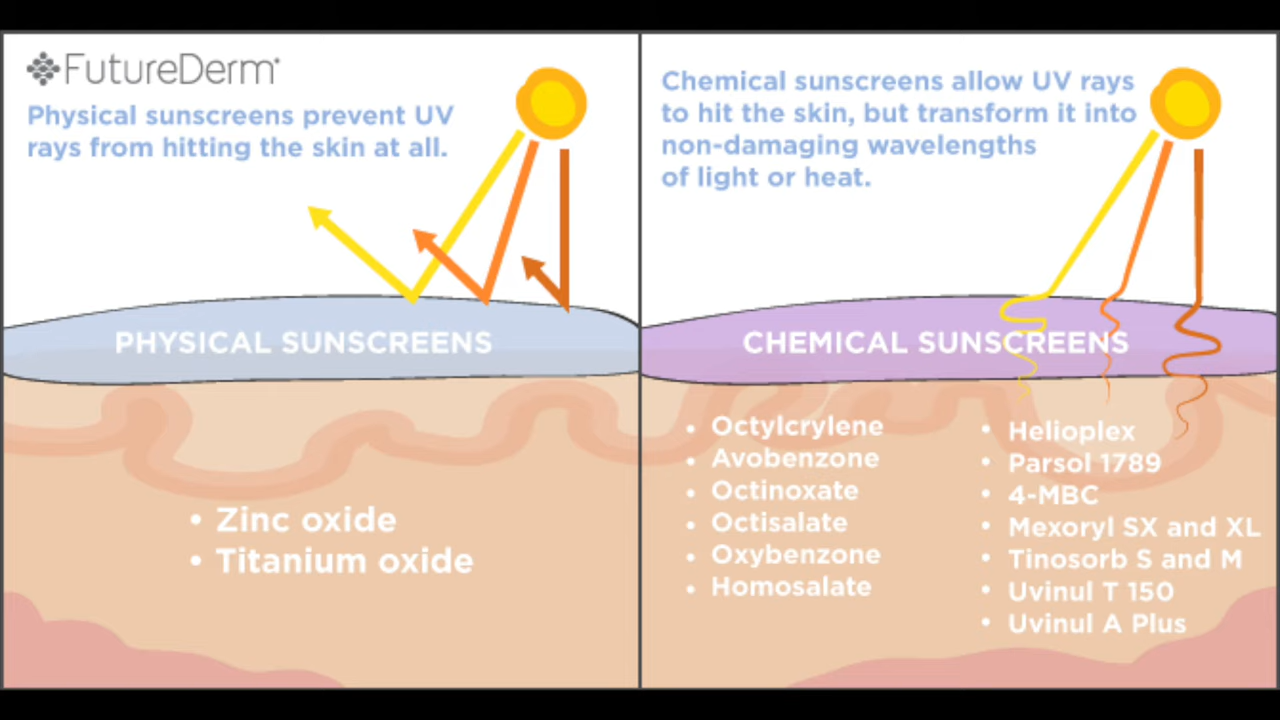 FutureDerm
Physical sunscreens prevent UV
rays from hitting the skin at all.
PHYSICAL SUNSCREENS
• Zinc oxide
• Titanium oxide
Chemical sunscreens allow UV rays
to hit the skin, but transform it into
non-damaging wavelengths
of light or heat.
CHEMICAL SUNSCREENS
• Octylcrylene
• Avobenzone
• Octinoxate
• Octisalate
• Oxybenzone
• Homosalate
• Helioplex
• Parsol 1789
• 4-MBC
• Mexoryl SX and XL
• Tinosorb S and M
• Uvinul T 150
• Uvinul A Plus